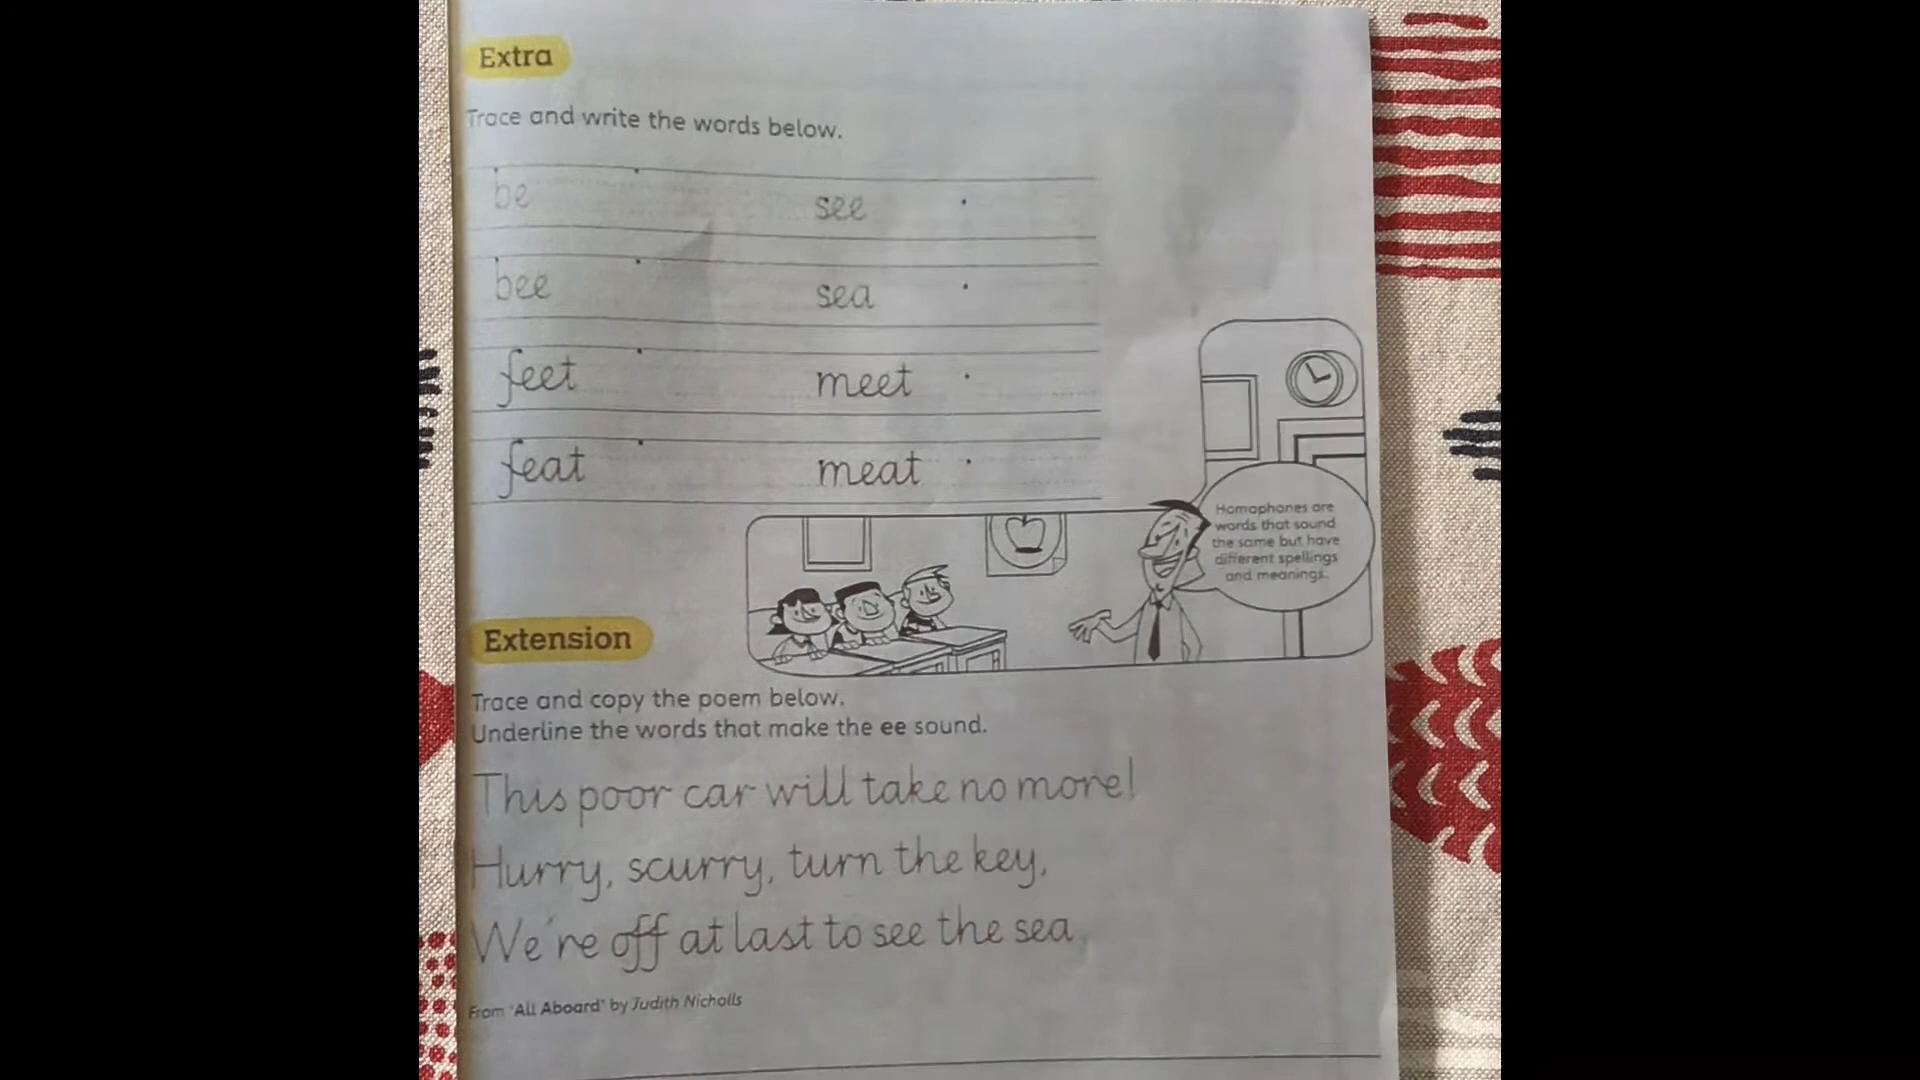 Extra
Trace and write the words below.
be see
bee sea
feet meet
feat meat
Homophones are
words that sound
the same but have
different spellings
and meanings.
Extension
Trace and copy the poem below.
Underline the words that make the ee sound.
This poor car will take no more!
Hurry, scurry, turn the key,
We're off at last to see the sea.
From 'All Aboard' by Judith Nicholls